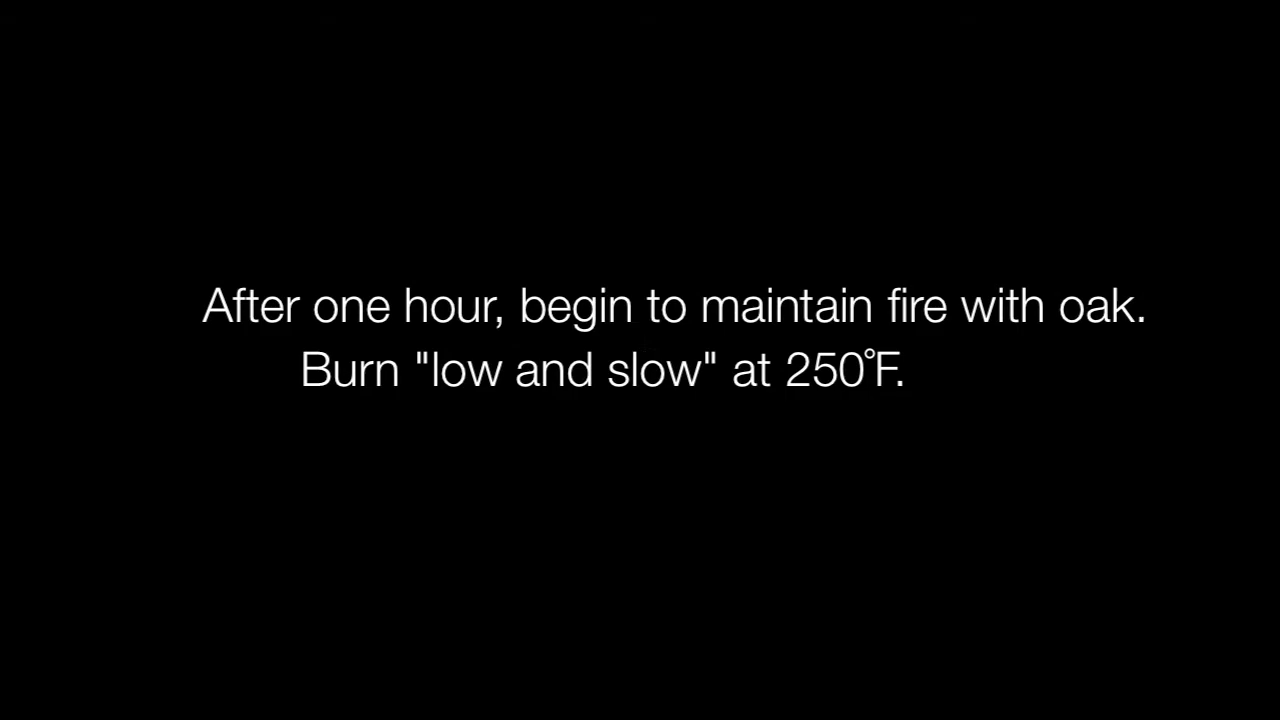 After one hour, begin to maintain fire with oak.
Burn "low and slow" at 250°F.